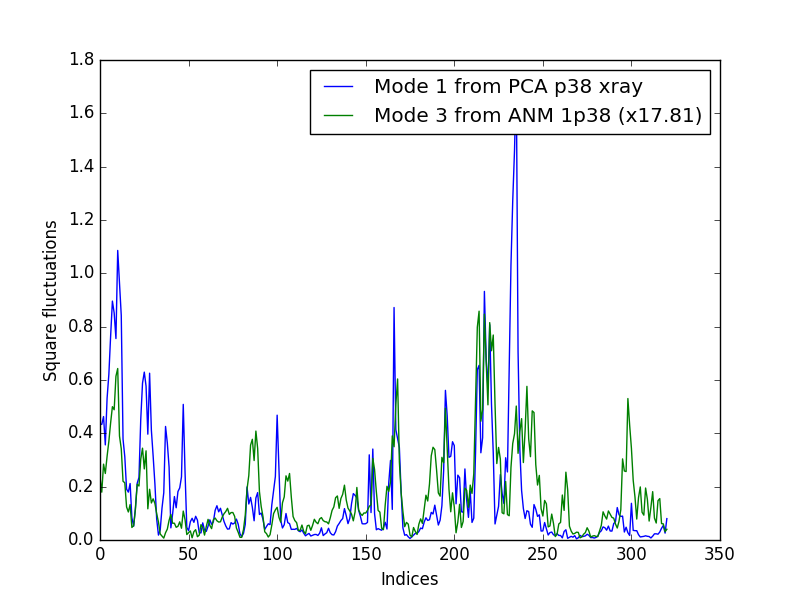 Mode 1 from PCA p38 xray
Mode 3 from ANM 1p38 (x17.81)
1.8
1.6
1.4
1.2
1.0
0.8
0.6
0.4
0.2
0.0
Square fluctuations
0 50 100 150 200 250 300 350
Indices